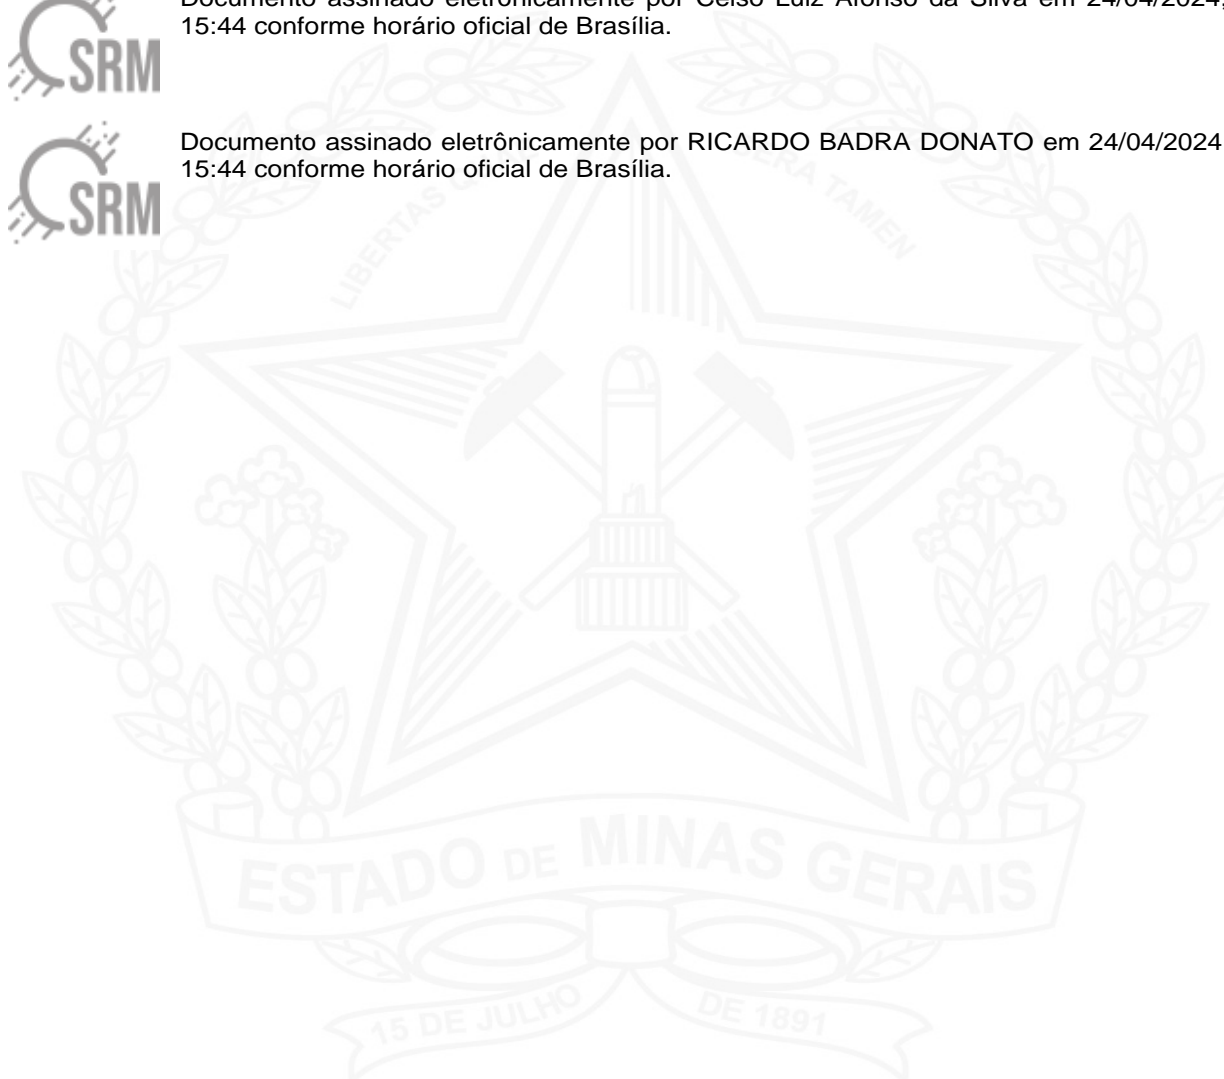 Documento assinado eletrônicamente por Celso Luiz Afonso da Silva em 24/04/2024,
15:44 conforme horário oficial de Brasília.
SRM
Documento assinado eletrônicamente por RICARDO BADRA DONATO em 24/04/2024
15:44 conforme horário oficial de Brasília.
SRM
LIBERTAS QUÆ SERA TAMEN
ESTADO DE MINAS GERAIS
15 DE JULHO DE 1891